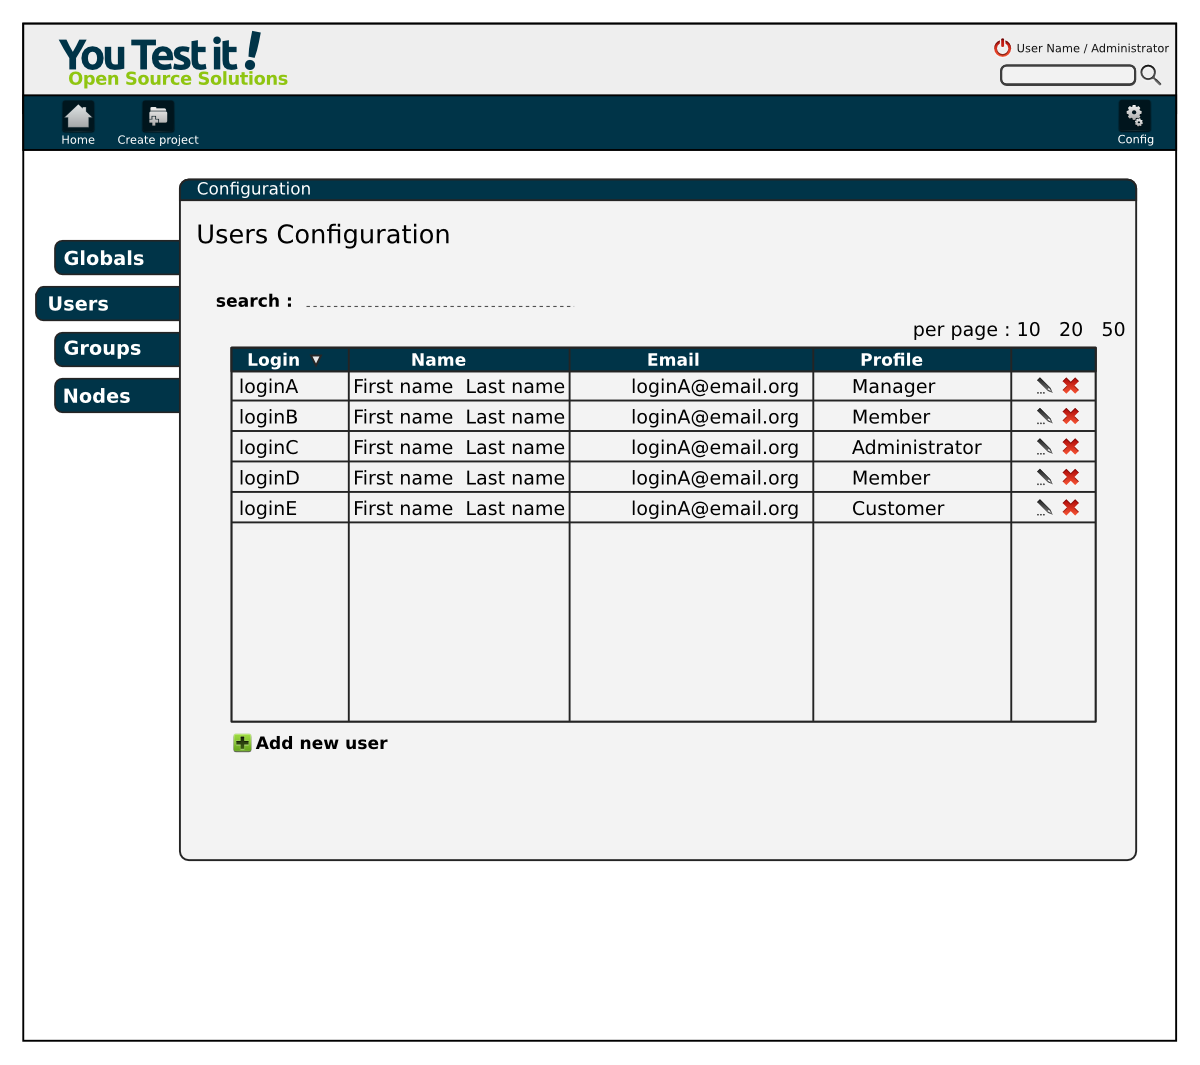 You Test it!
Open Source Solutions
User Name / Administrator
Home
Create project
Config
Configuration
Users Configuration
Globals
Users
Groups
Nodes
search :
per page : 10 20 50
Login ▼ Name Email Profile
loginA First name Last name loginA@email.org Manager
loginB First name Last name loginA@email.org Member
loginC First name Last name loginA@email.org Administrator
loginD First name Last name loginA@email.org Member
loginE First name Last name loginA@email.org Customer
Add new user